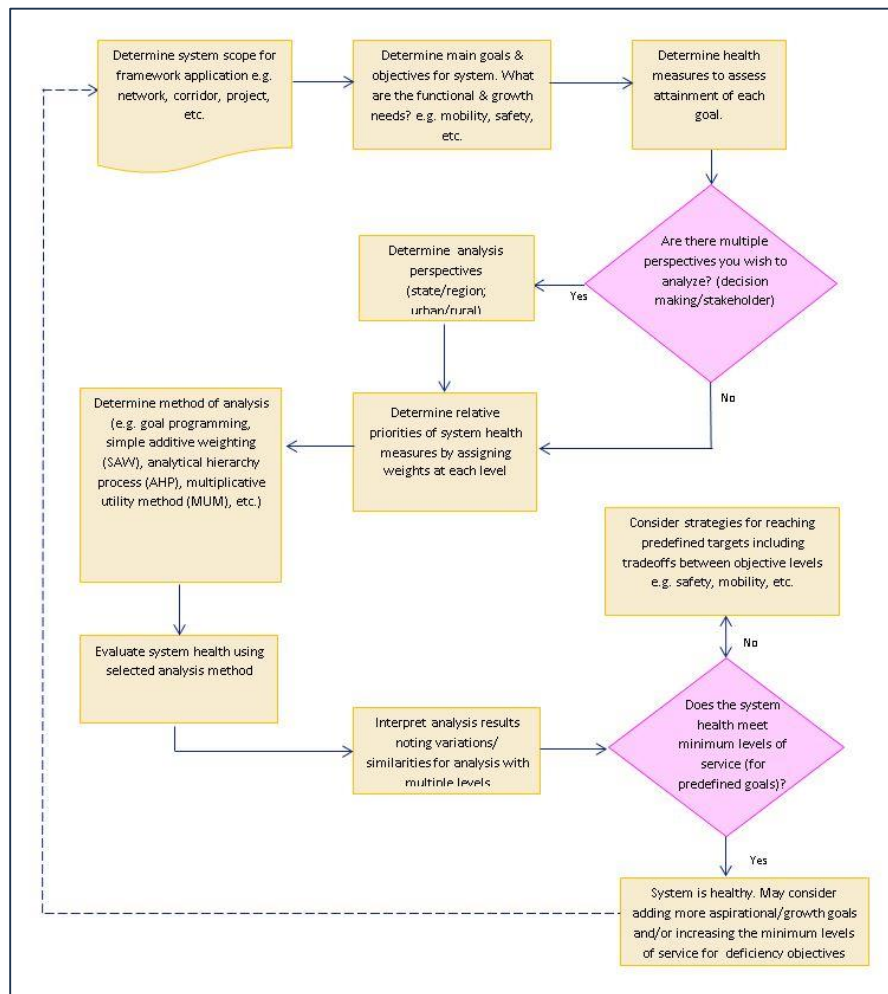 Determine system scope for
framework application e.g.
network, corridor, project,
etc.
Determine main goals &
objectives for system. What
are the functional & growth
needs? e.g. mobility, safety,
etc.
Determine health
measures to assess
attainment of each
goal.
Are there multiple
perspectives you wish to
analyze? (decision
making/stakeholder)
Yes
No
Determine analysis
perspectives
(state/region;
urban/rural)
Determine relative
priorities of system health
measures by assigning
weights at each level
Determine method of analysis
(e.g. goal programming,
simple additive weighting
(SAW), analytical hierarchy
process (AHP), multiplicative
utility method (MUM), etc.)
Evaluate system health using
selected analysis method
Interpret analysis results
noting variations/
similarities for analysis with
multiple levels
Does the system
health meet
minimum levels of
service (for
predefined goals)?
No
Consider strategies for reaching
predefined targets including
tradeoffs between objective levels
e.g. safety, mobility, etc.
Yes
System is healthy. May consider
adding more aspirational/growth goals
and/or increasing the minimum levels
of service for deficiency objectives